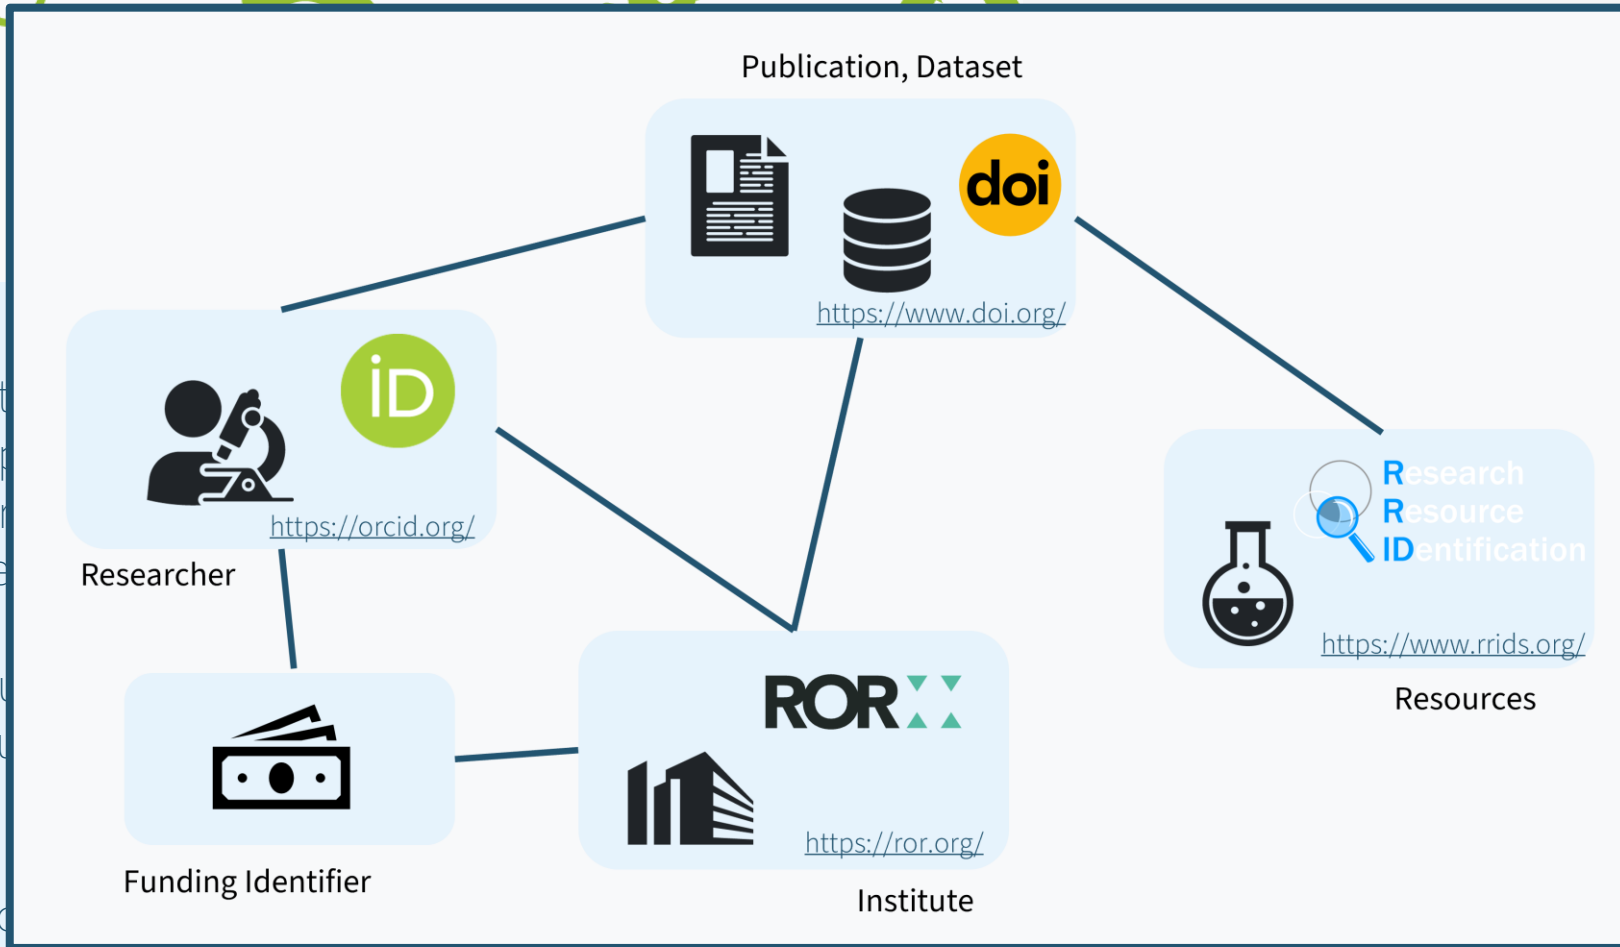 Publication, Dataset
doi
https://www.doi.org/
iD
https://orcid.org/
Researcher
Research
Resource
IDentification
https://www.rrids.org/
Resources
ROR
https://ror.org/
Funding Identifier
Institute